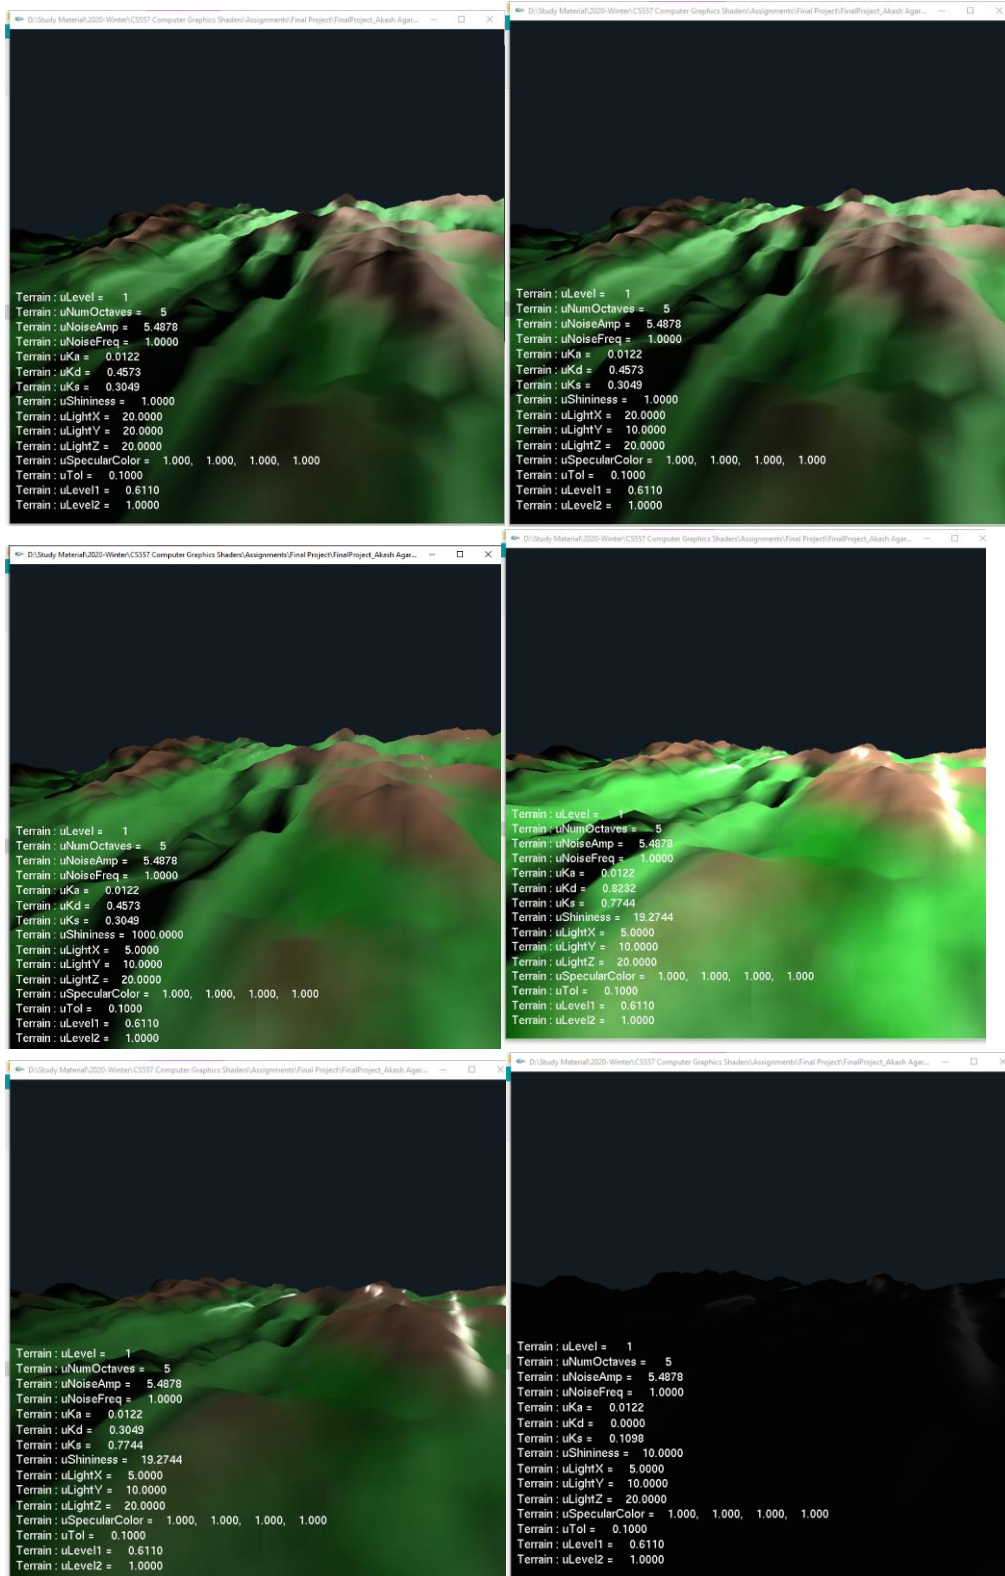 D:\Study Material\2020-Winter\CS557 Computer Graphics Shaders\Assignments\Final Project\FinalProject_Akash Agar...
Terrain : uLevel = 1
Terrain : uNumOctaves = 5
Terrain : uNoiseAmp = 5.4878
Terrain : uNoiseFreq = 1.0000
Terrain : uKa = 0.0122
Terrain : uKd = 0.4573
Terrain : uKs = 0.3049
Terrain : uShininess = 1.0000
Terrain : uLightX = 20.0000
Terrain : uLightY = 20.0000
Terrain : uLightZ = 20.0000
Terrain : uSpecularColor = 1.000, 1.000, 1.000, 1.000
Terrain : uTol = 0.1000
Terrain : uLevel1 = 0.6110
Terrain : uLevel2 = 1.0000
D:\Study Material\2020-Winter\CS557 Computer Graphics Shaders\Assignments\Final Project\FinalProject_Akash Agar...
Terrain : uLevel = 1
Terrain : uNumOctaves = 5
Terrain : uNoiseAmp = 5.4878
Terrain : uNoiseFreq = 1.0000
Terrain : uKa = 0.0122
Terrain : uKd = 0.4573
Terrain : uKs = 0.3049
Terrain : uShininess = 1.0000
Terrain : uLightX = 20.0000
Terrain : uLightY = 10.0000
Terrain : uLightZ = 20.0000
Terrain : uSpecularColor = 1.000, 1.000, 1.000, 1.000
Terrain : uTol = 0.1000
Terrain : uLevel1 = 0.6110
Terrain : uLevel2 = 1.0000
D:\Study Material\2020-Winter\CS557 Computer Graphics Shaders\Assignments\Final Project\FinalProject_Akash Agar...
Terrain : uLevel = 1
Terrain : uNumOctaves = 5
Terrain : uNoiseAmp = 5.4878
Terrain : uNoiseFreq = 1.0000
Terrain : uKa = 0.0122
Terrain : uKd = 0.4573
Terrain : uKs = 0.3049
Terrain : uShininess = 1000.0000
Terrain : uLightX = 5.0000
Terrain : uLightY = 10.0000
Terrain : uLightZ = 20.0000
Terrain : uSpecularColor = 1.000, 1.000, 1.000, 1.000
Terrain : uTol = 0.1000
Terrain : uLevel1 = 0.6110
Terrain : uLevel2 = 1.0000
D:\Study Material\2020-Winter\CS557 Computer Graphics Shaders\Assignments\Final Project\FinalProject_Akash Agar...
Terrain : uLevel = 1
Terrain : uNumOctaves = 5
Terrain : uNoiseAmp = 5.4878
Terrain : uNoiseFreq = 1.0000
Terrain : uKa = 0.0122
Terrain : uKd = 0.8232
Terrain : uKs = 0.7744
Terrain : uShininess = 19.2744
Terrain : uLightX = 5.0000
Terrain : uLightY = 10.0000
Terrain : uLightZ = 20.0000
Terrain : uSpecularColor = 1.000, 1.000, 1.000, 1.000
Terrain : uTol = 0.1000
Terrain : uLevel1 = 0.6110
Terrain : uLevel2 = 1.0000
D:\Study Material\2020-Winter\CS557 Computer Graphics Shaders\Assignments\Final Project\FinalProject_Akash Agar...
Terrain : uLevel = 1
Terrain : uNumOctaves = 5
Terrain : uNoiseAmp = 5.4878
Terrain : uNoiseFreq = 1.0000
Terrain : uKa = 0.0122
Terrain : uKd = 0.3049
Terrain : uKs = 0.7744
Terrain : uShininess = 19.2744
Terrain : uLightX = 5.0000
Terrain : uLightY = 10.0000
Terrain : uLightZ = 20.0000
Terrain : uSpecularColor = 1.000, 1.000, 1.000, 1.000
Terrain : uTol = 0.1000
Terrain : uLevel1 = 0.6110
Terrain : uLevel2 = 1.0000
D:\Study Material\2020-Winter\CS557 Computer Graphics Shaders\Assignments\Final Project\FinalProject_Akash Agar...
Terrain : uLevel = 1
Terrain : uNumOctaves = 5
Terrain : uNoiseAmp = 5.4878
Terrain : uNoiseFreq = 1.0000
Terrain : uKa = 0.0122
Terrain : uKd = 0.0000
Terrain : uKs = 0.1098
Terrain : uShininess = 10.0000
Terrain : uLightX = 5.0000
Terrain : uLightY = 10.0000
Terrain : uLightZ = 20.0000
Terrain : uSpecularColor = 1.000, 1.000, 1.000, 1.000
Terrain : uTol = 0.1000
Terrain : uLevel1 = 0.6110
Terrain : uLevel2 = 1.0000